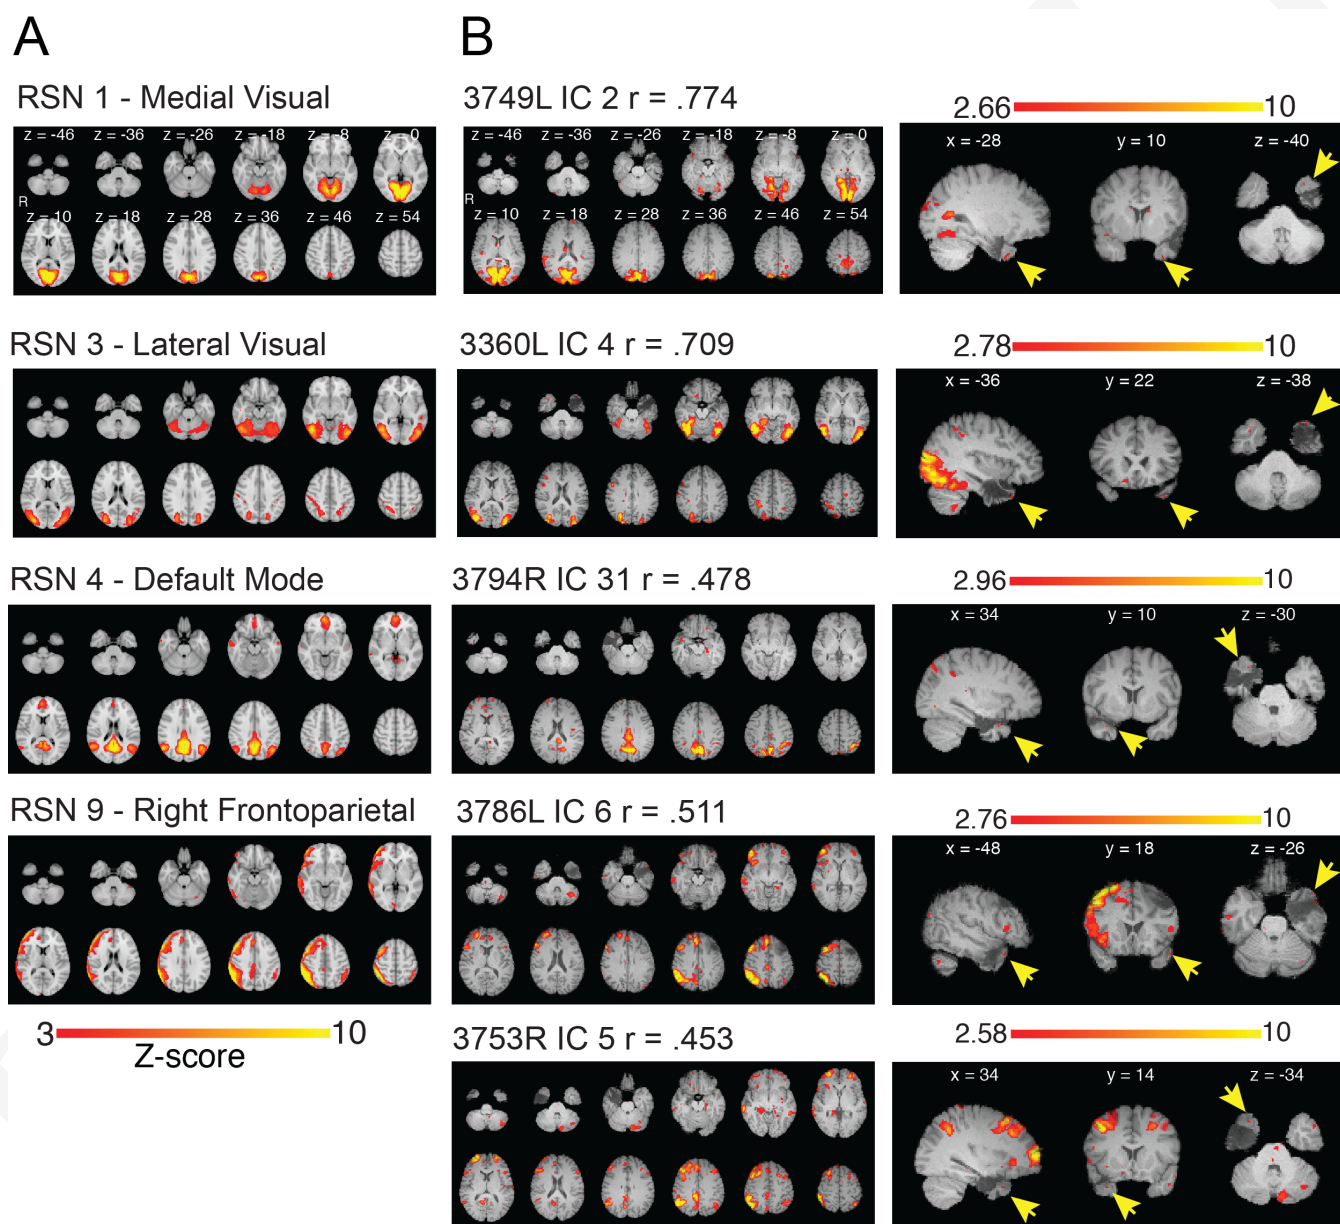 A
B
RSN 1 - Medial Visual
z = -46 z = -36 z = -26 z = -18 z = -8 z = 0
R
z = 10 z = 18 z = 28 z = 36 z = 46 z = 54
3749L IC 2 r = .774
z = -46 z = -36 z = -26 z = -18 z = -8 z = 0
R
z = 10 z = 18 z = 28 z = 36 z = 46 z = 54
2.66 10
x = -28 y = 10 z = -40
RSN 3 - Lateral Visual
3360L IC 4 r = .709
2.78 10
x = -36 y = 22 z = -38
RSN 4 - Default Mode
3794R IC 31 r = .478
2.96 10
x = 34 y = 10 z = -30
RSN 9 - Right Frontoparietal
3786L IC 6 r = .511
2.76 10
x = -48 y = 18 z = -26
3 10
Z-score
3753R IC 5 r = .453
2.58 10
x = 34 y = 14 z = -34